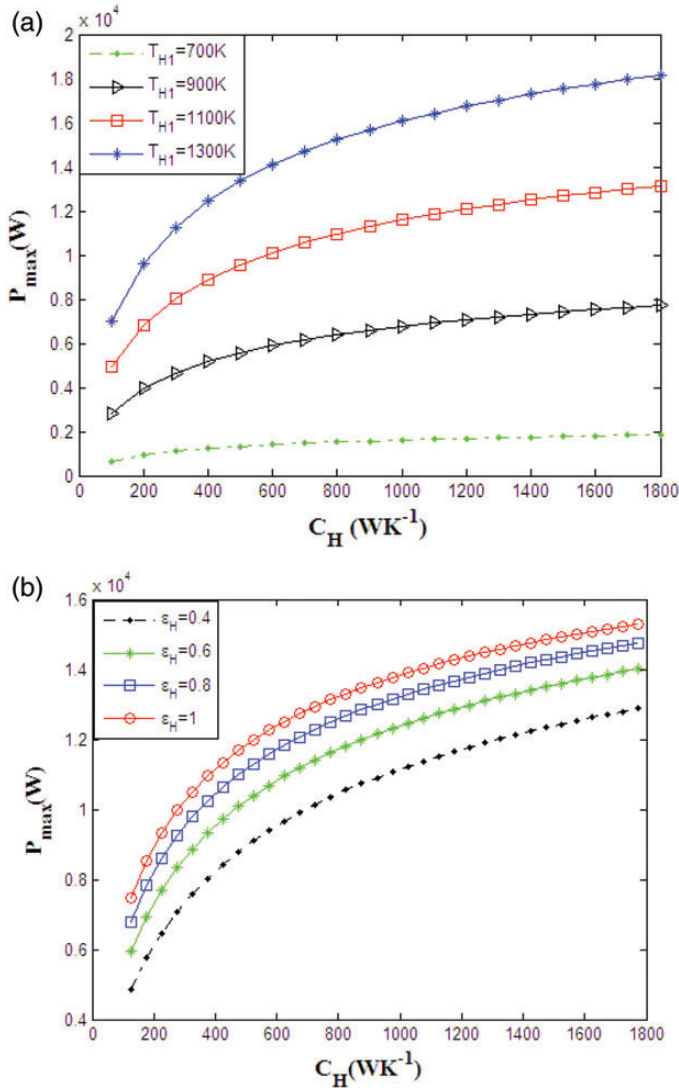 (a)
x 10⁴
2
1.8
1.6
1.4
1.2
1
0.8
0.6
0.4
0.2
0
T_H1=700K
T_H1=900K
T_H1=1100K
T_H1=1300K
P_max(W)
0 200 400 600 800 1000 1200 1400 1600 1800
C_H (WK⁻¹)
(b)
x 10⁴
1.6
1.4
1.2
1
0.8
0.6
0.4
ε_H=0.4
ε_H=0.6
ε_H=0.8
ε_H=1
P_max(W)
0 200 400 600 800 1000 1200 1400 1600 1800
C_H (WK⁻¹)